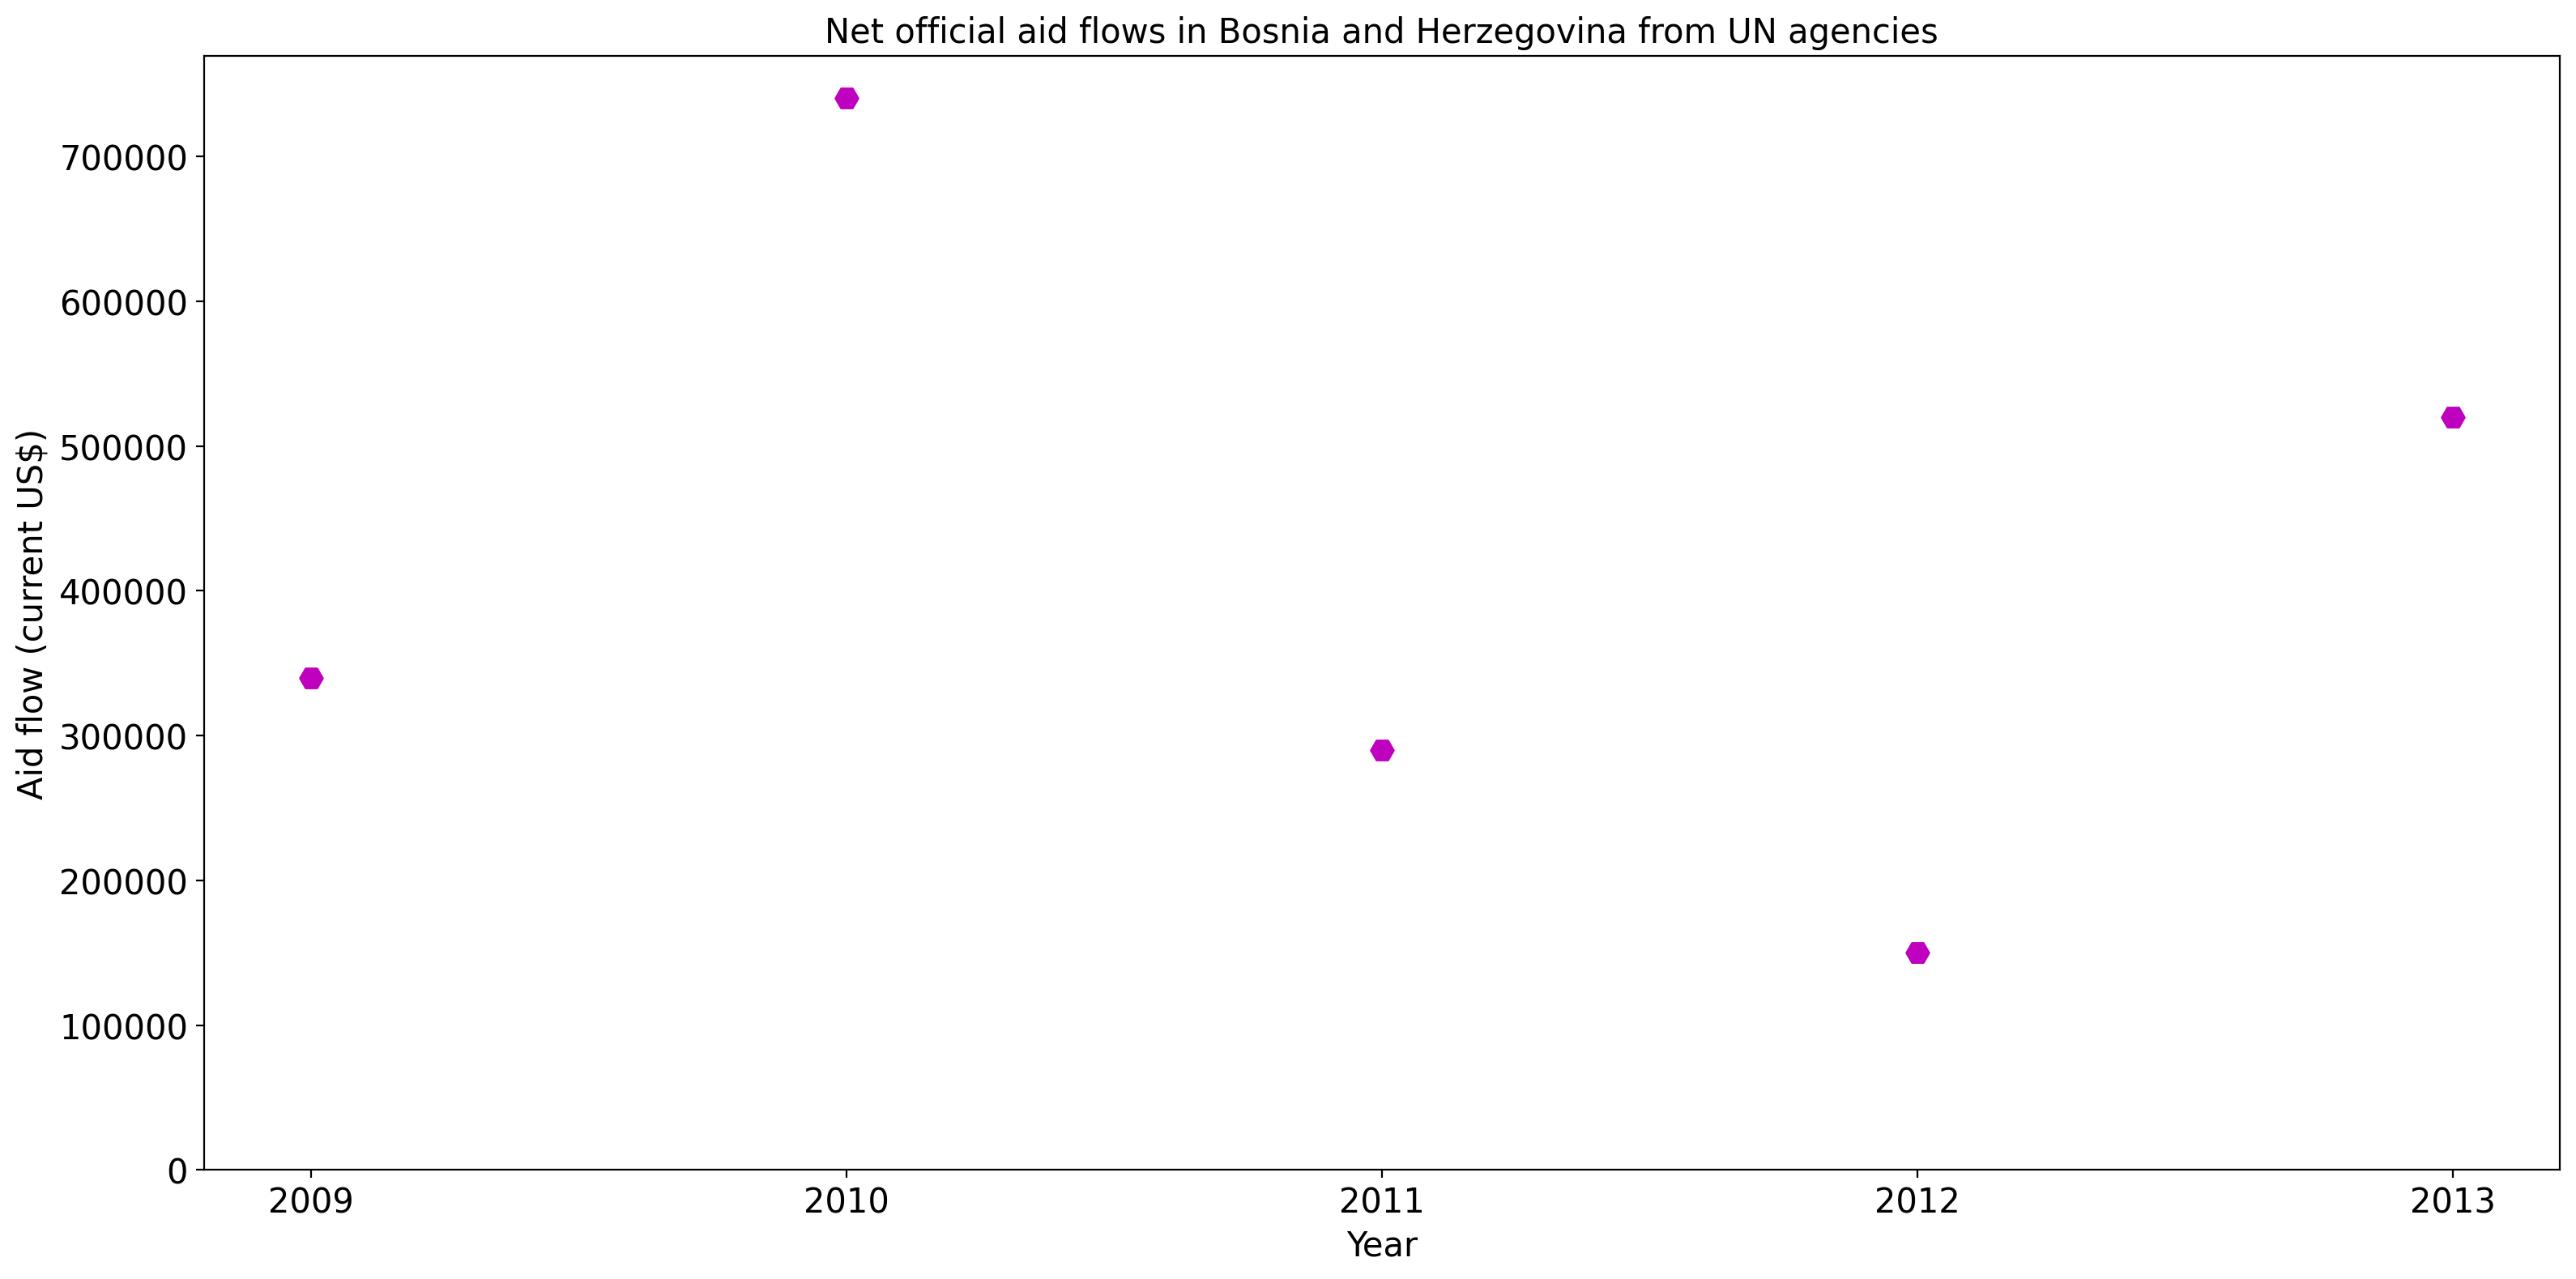 Net official aid flows in Bosnia and Herzegovina from UN agencies
Aid flow (current US$)
700000
600000
500000
400000
300000
200000
100000
0
2009 2010 2011 2012 2013
Year